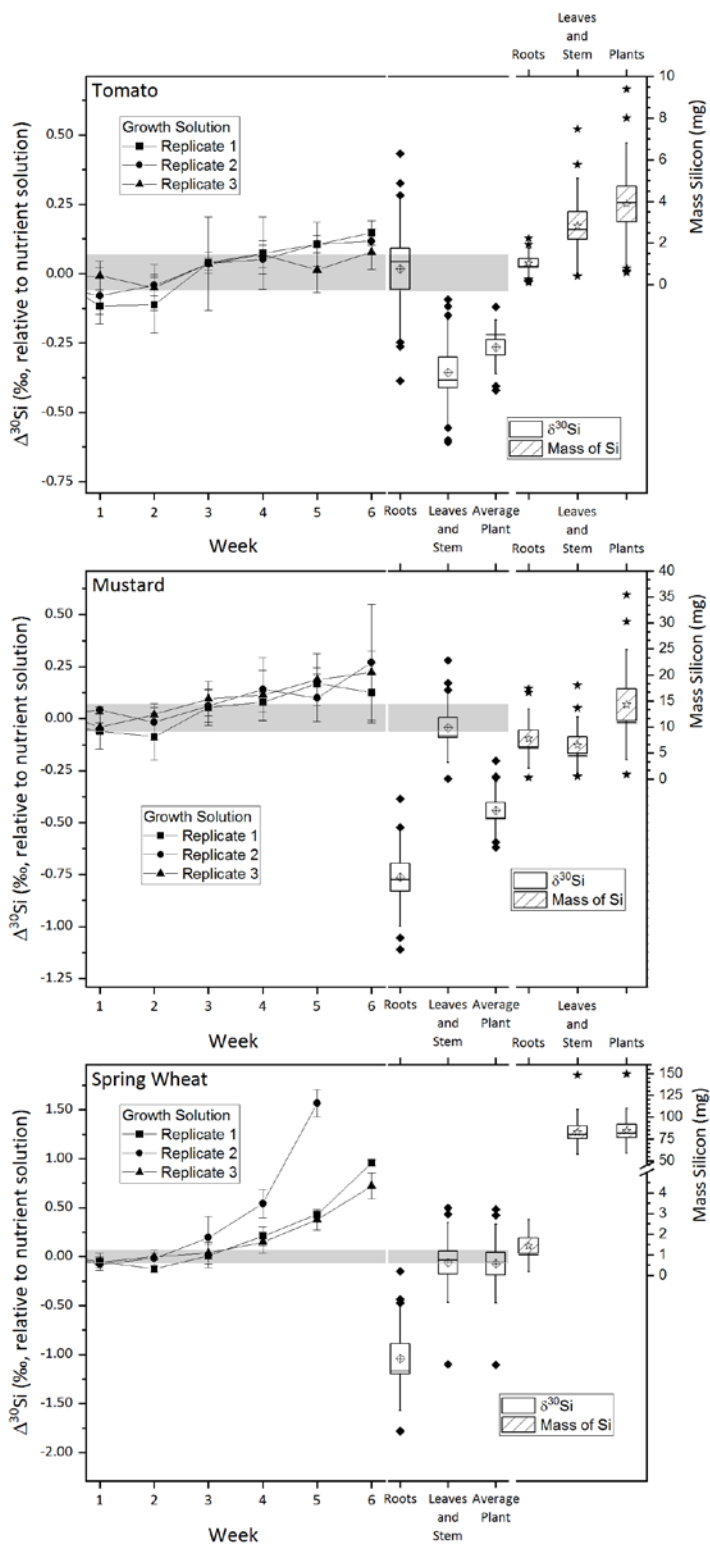 Leaves
and
Roots Stem Plants
Tomato
Growth Solution
Replicate 1
Replicate 2
Replicate 3
0.50
0.25
0.00
-0.25
-0.50
-0.75
Δ³⁰Si (‰, relative to nutrient solution)
10
8
6
4
2
0
Mass Silicon (mg)
δ³⁰Si
Mass of Si
1 2 3 4 5 6
Week
Roots Leaves and Stem Average Plant
Roots Leaves and Stem Plants
Mustard
0.50
0.25
0.00
-0.25
-0.50
-0.75
-1.00
-1.25
Δ³⁰Si (‰, relative to nutrient solution)
40
35
30
25
20
15
10
5
0
Mass Silicon (mg)
Growth Solution
Replicate 1
Replicate 2
Replicate 3
δ³⁰Si
Mass of Si
1 2 3 4 5 6
Week
Roots Leaves and Stem Average Plant
Roots Leaves and Stem Plants
Spring Wheat
Growth Solution
Replicate 1
Replicate 2
Replicate 3
1.50
1.00
0.50
0.00
-0.50
-1.00
-1.50
-2.00
Δ³⁰Si (‰, relative to nutrient solution)
150
125
100
75
50
4
3
2
1
0
Mass Silicon (mg)
δ³⁰Si
Mass of Si
1 2 3 4 5 6
Week
Roots Leaves and Stem Average Plant